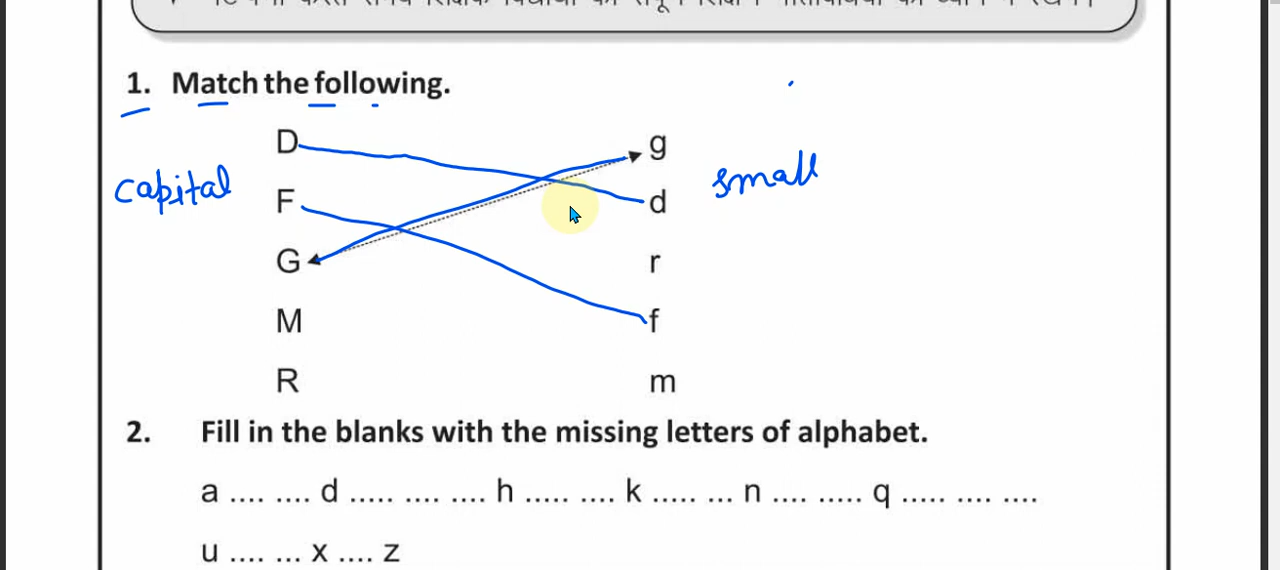 1. Match the following.
D g
capital F d small
G r
M f
R m
2. Fill in the blanks with the missing letters of alphabet.
a .... .... d ..... .... .... h ..... .... k ..... ... n .... ..... q ..... .... ....
u .... ... x .... z